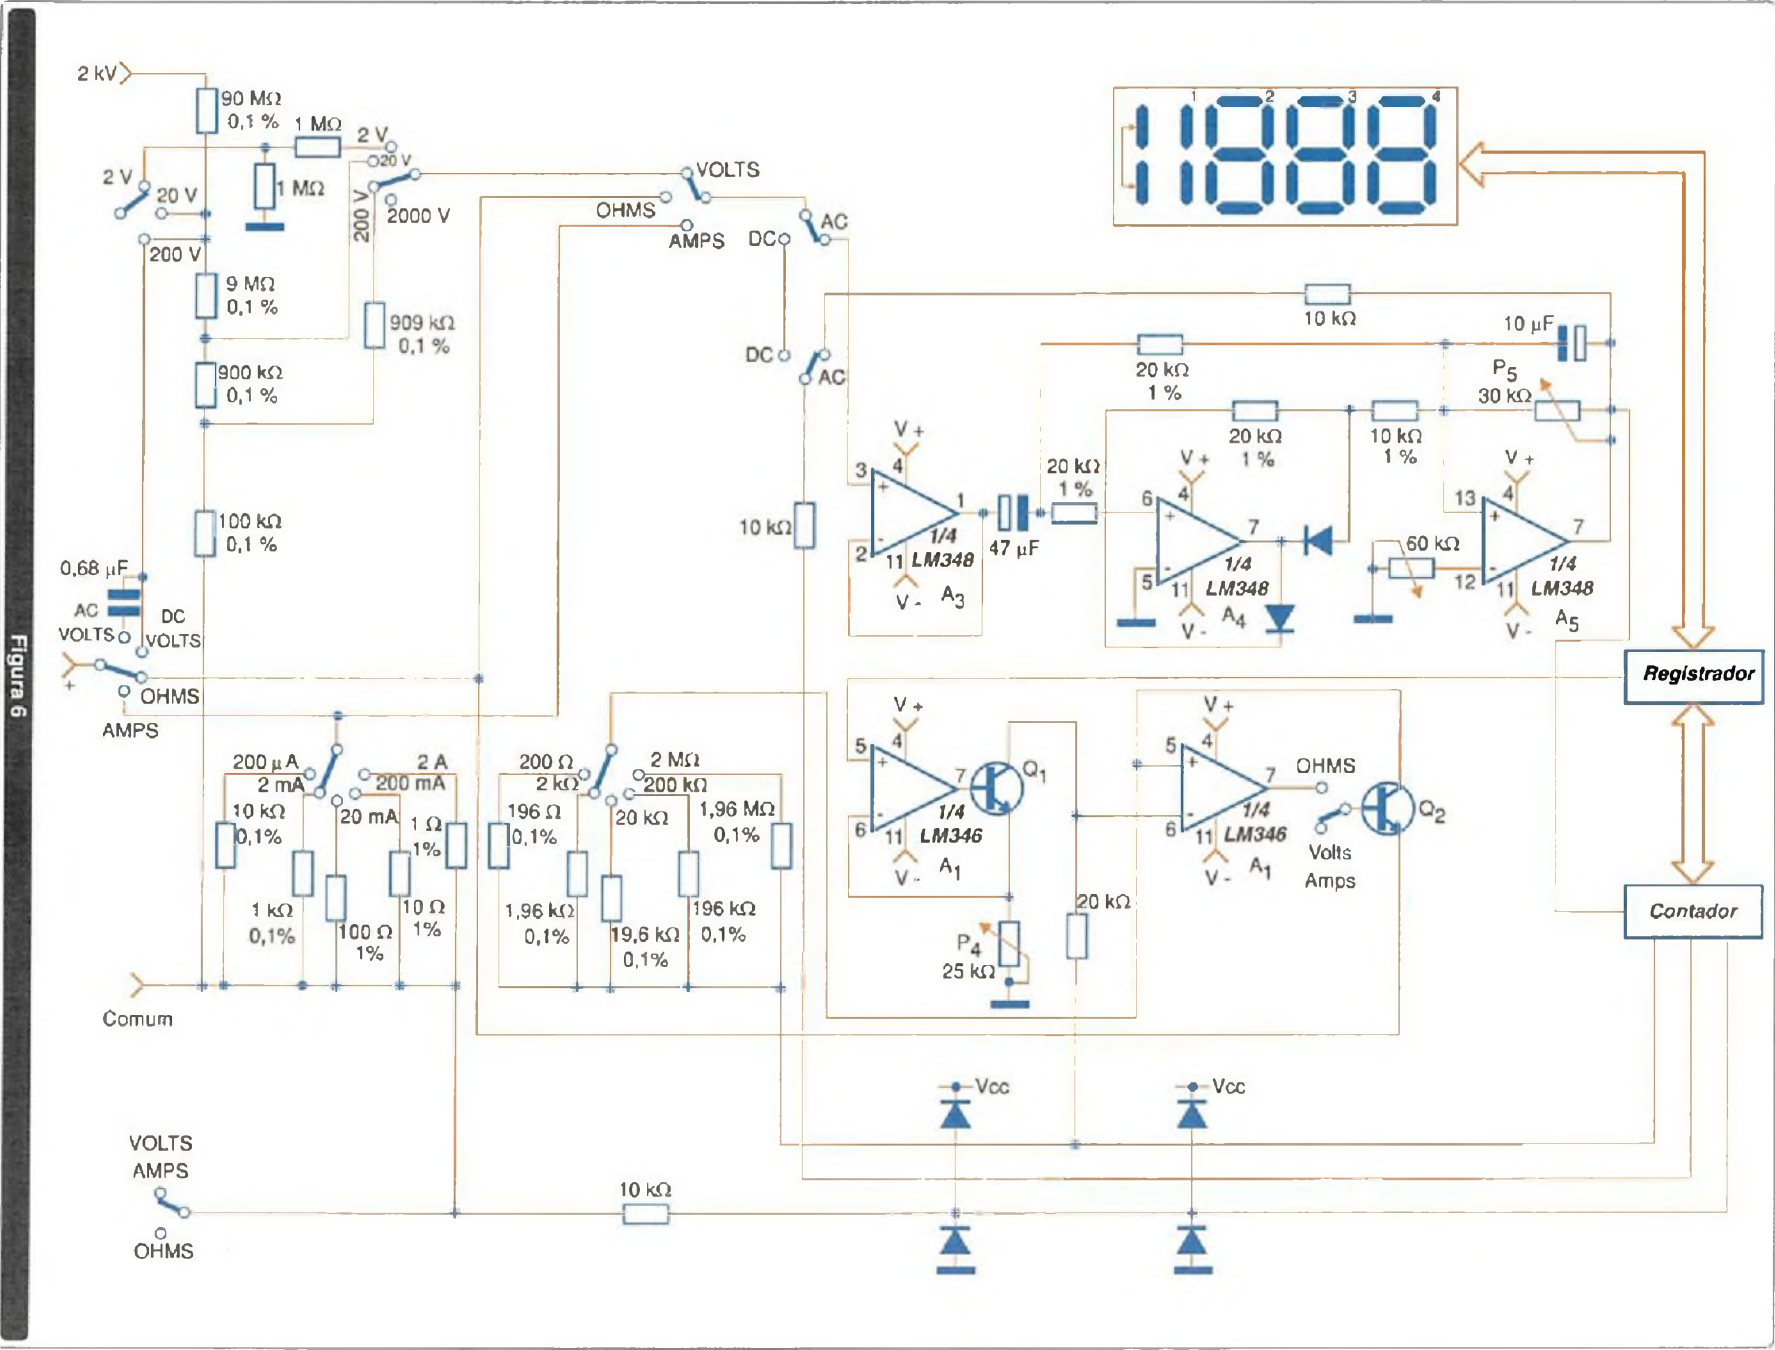 2 kV
90 MΩ
0,1 %
1 MΩ
2 V
20 V
2 V
20 V
1 MΩ
200 V
2000 V
200 V
9 MΩ
0,1 %
909 kΩ
0,1 %
900 kΩ
0,1 %
100 kΩ
0,1 %
0,68 µF
AC
VOLTS
DC
VOLTS
+
OHMS
AMPS
VOLTS
OHMS
AMPS
AC
DC
DC
AC
10 kΩ
1 2 3 4
10 kΩ
10 µF
20 kΩ
1 %
P5
30 kΩ
20 kΩ
1 %
10 kΩ
1 %
V +
3
4
+
1
2
-
11
1/4
LM348
V -
A3
47 µF
20 kΩ
1 %
V +
6
4
+
7
5
-
11
1/4
LM348
V -
A4
60 kΩ
V +
13
4
+
7
12
-
11
1/4
LM348
V -
A5
Registrador
Contador
Figura 6
200 µA
2 mA
20 mA
200 mA
2 A
10 kΩ
0,1%
1 kΩ
0,1%
100 Ω
1%
10 Ω
1%
1 Ω
1%
200 Ω
2 kΩ
20 kΩ
200 kΩ
2 MΩ
196 Ω
0,1%
1,96 kΩ
0,1%
19,6 kΩ
0,1%
196 kΩ
0,1%
1,96 MΩ
0,1%
V +
5
4
+
7
6
-
11
1/4
LM346
V -
A1
Q1
P4
25 kΩ
20 kΩ
V +
5
4
+
7
6
-
11
1/4
LM346
V -
A1
OHMS
Volts
Amps
Q2
Comum
Vcc
Vcc
VOLTS
AMPS
OHMS
10 kΩ